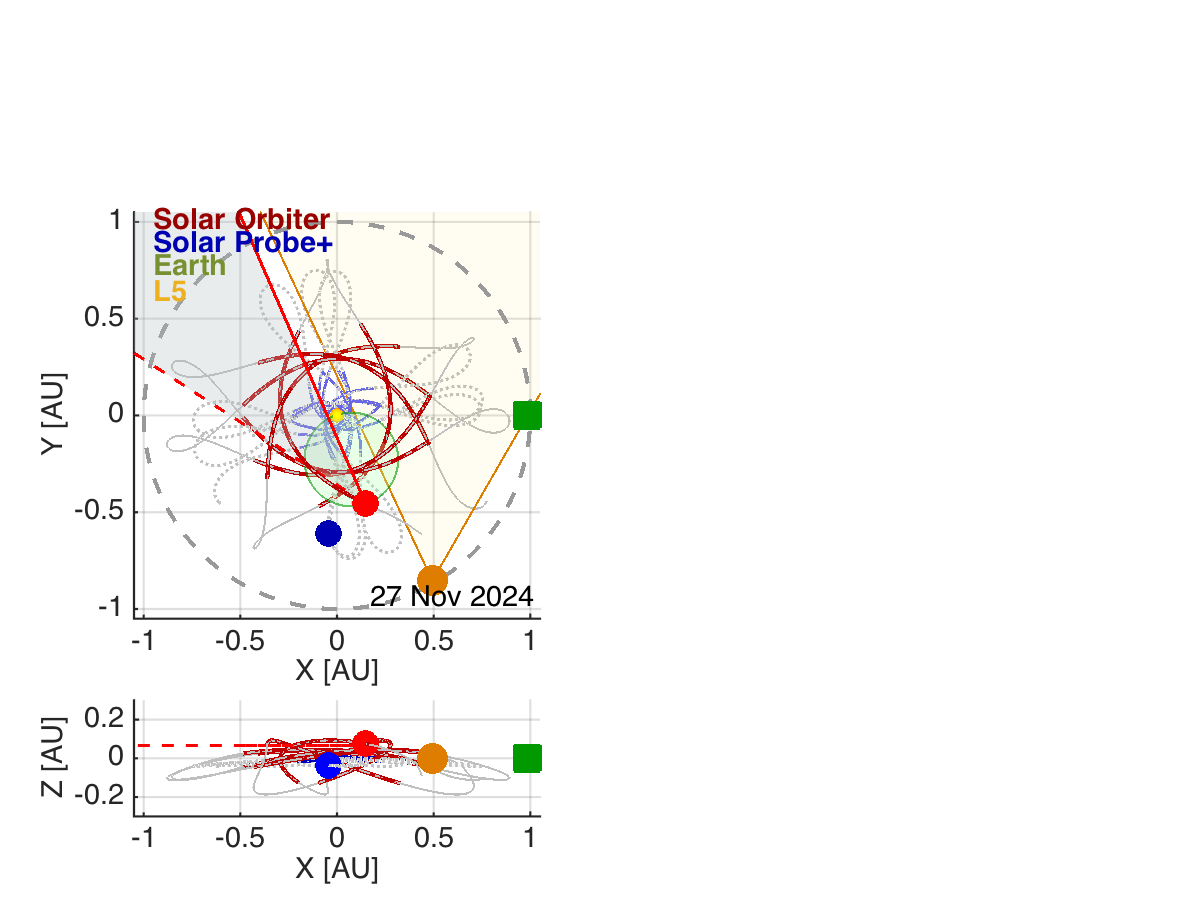 Solar Orbiter
Solar Probe+
Earth
L5
1
0.5
0
-0.5
-1
Y [AU]
27 Nov 2024
-1 -0.5 0 0.5 1
X [AU]
0.2
0
-0.2
Z [AU]
-1 -0.5 0 0.5 1
X [AU]